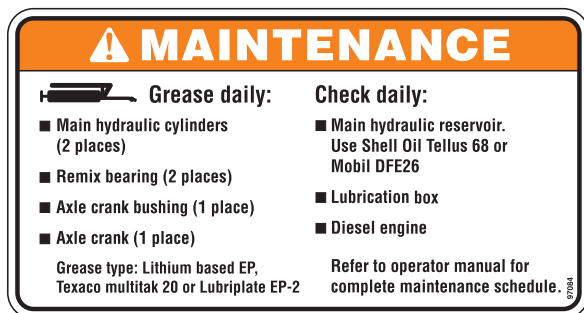 MAINTENANCE
Grease daily:
■ Main hydraulic cylinders
(2 places)
■ Remix bearing (2 places)
■ Axle crank bushing (1 place)
■ Axle crank (1 place)
Grease type: Lithium based EP,
Texaco multitak 20 or Lubriplate EP-2
Check daily:
■ Main hydraulic reservoir.
Use Shell Oil Tellus 68 or
Mobil DFE26
■ Lubrication box
■ Diesel engine
Refer to operator manual for
complete maintenance schedule.
97084